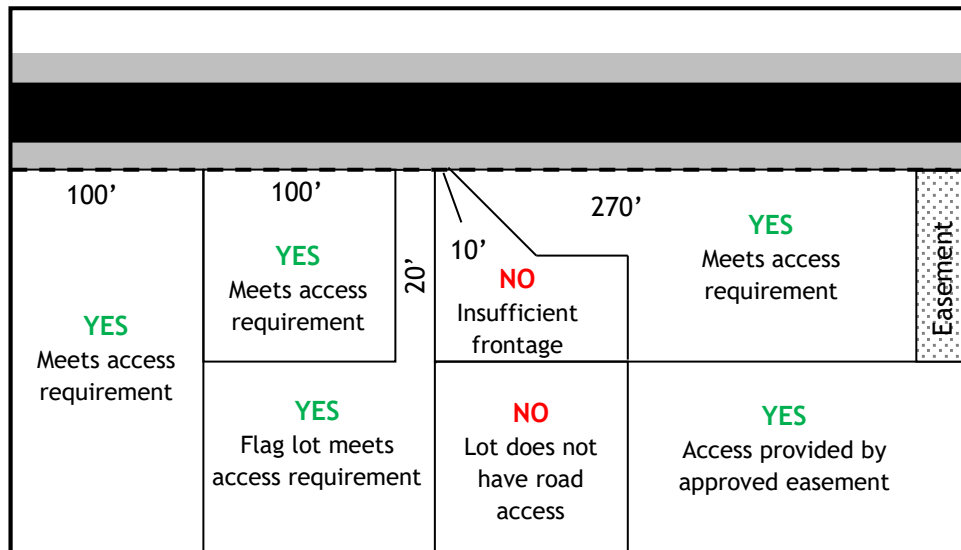 100’
100’
270’
10’
20’
YES
Meets access
requirement
YES
Meets access
requirement
NO
Insufficient
frontage
YES
Meets access
requirement
Easement
YES
Flag lot meets
access requirement
NO
Lot does not
have road
access
YES
Access provided by
approved easement